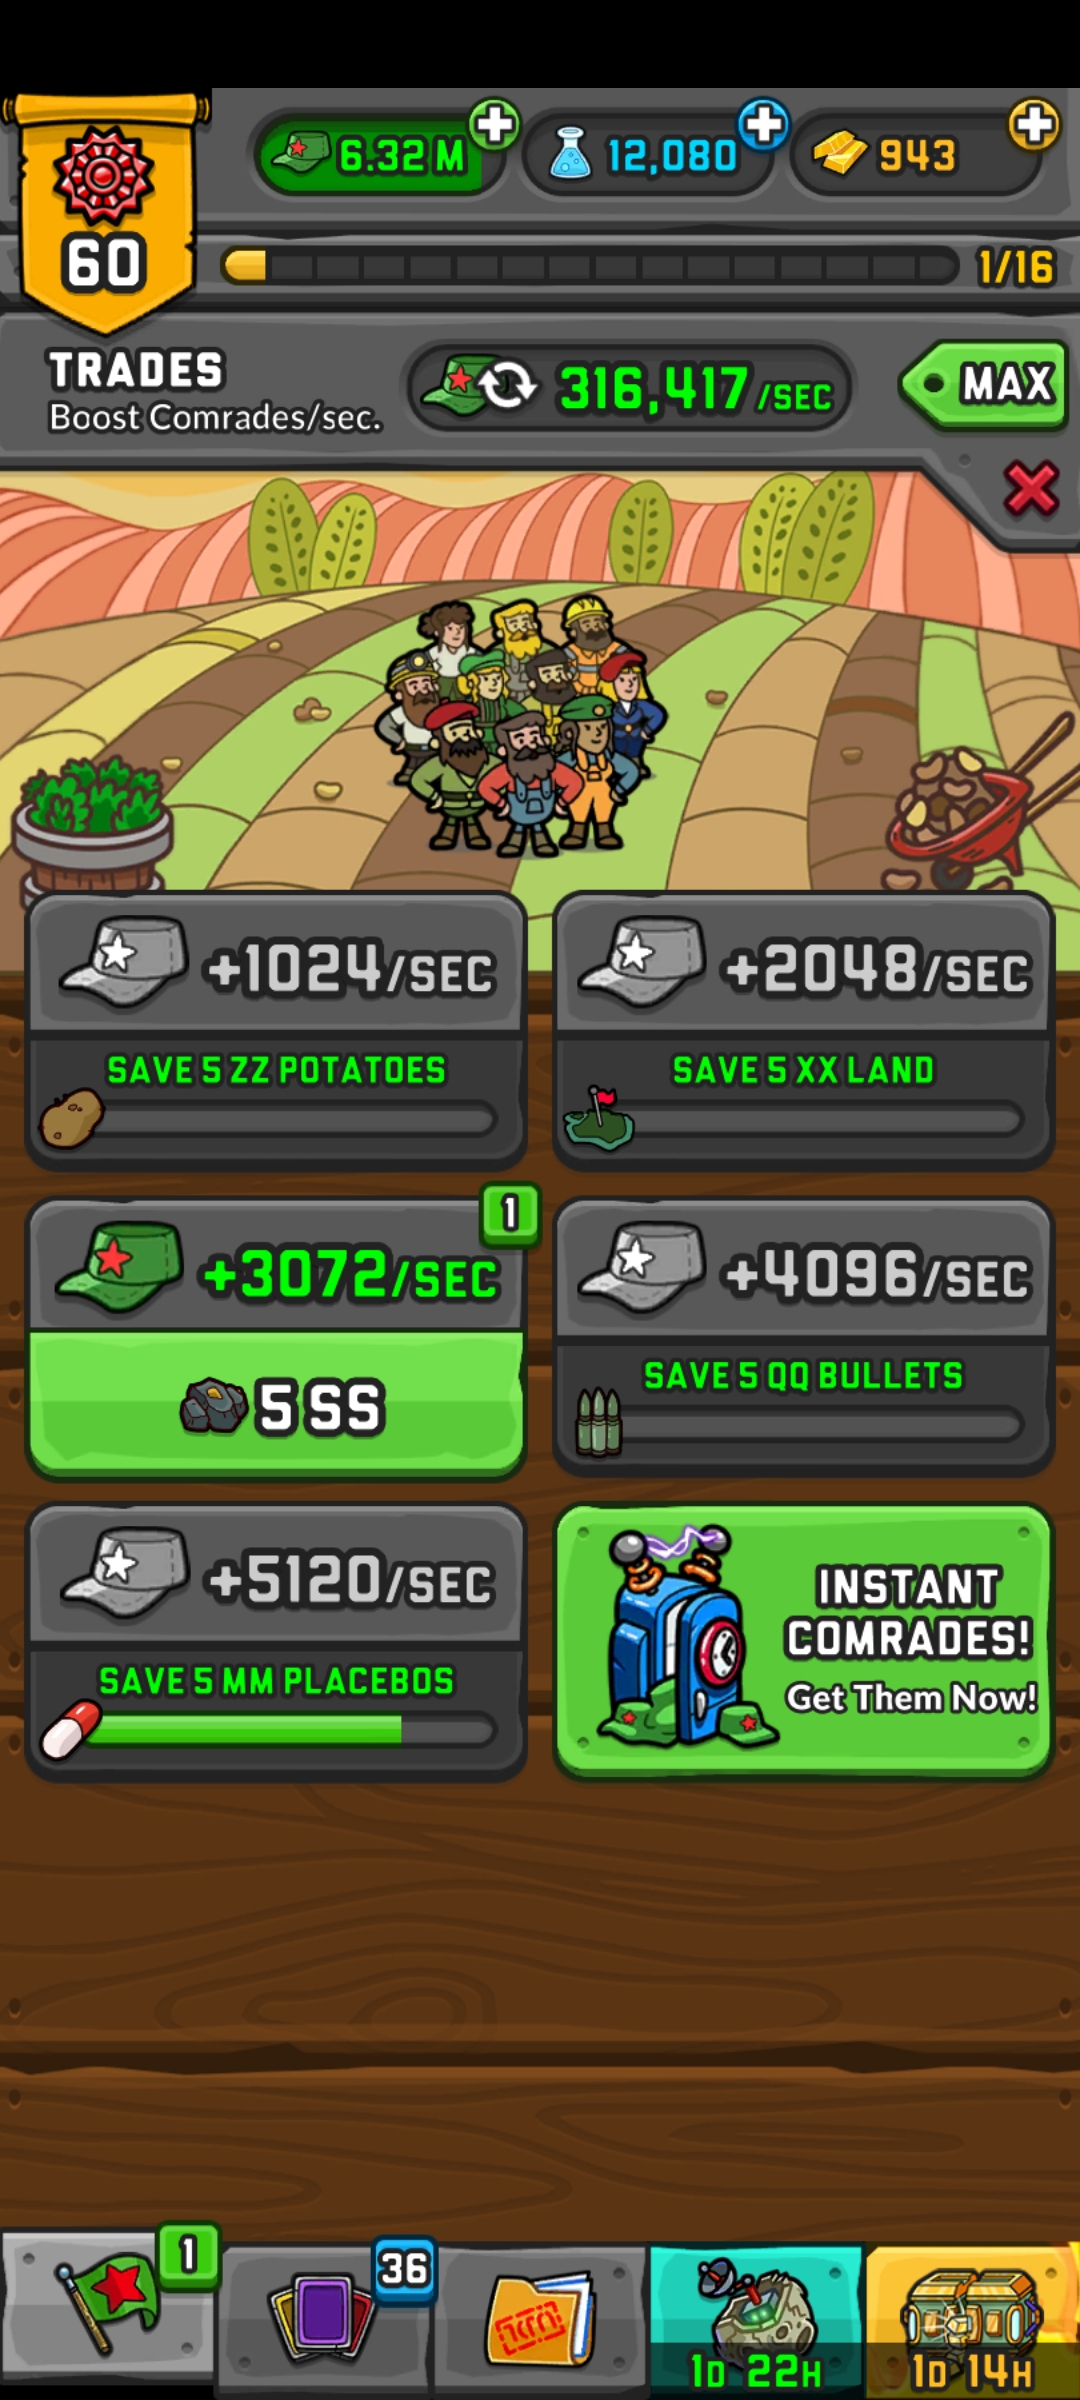 6.32 M
12,080
943
60
1/16
TRADES
Boost Comrades/sec.
316,417/SEC
MAX
+1024/SEC
SAVE 5 ZZ POTATOES
+2048/SEC
SAVE 5 XX LAND
1
+3072/SEC
5 SS
+4096/SEC
SAVE 5 QQ BULLETS
+5120/SEC
SAVE 5 MM PLACEBOS
INSTANT
COMRADES!
Get Them Now!
1
36
1D 22H
1D 14H